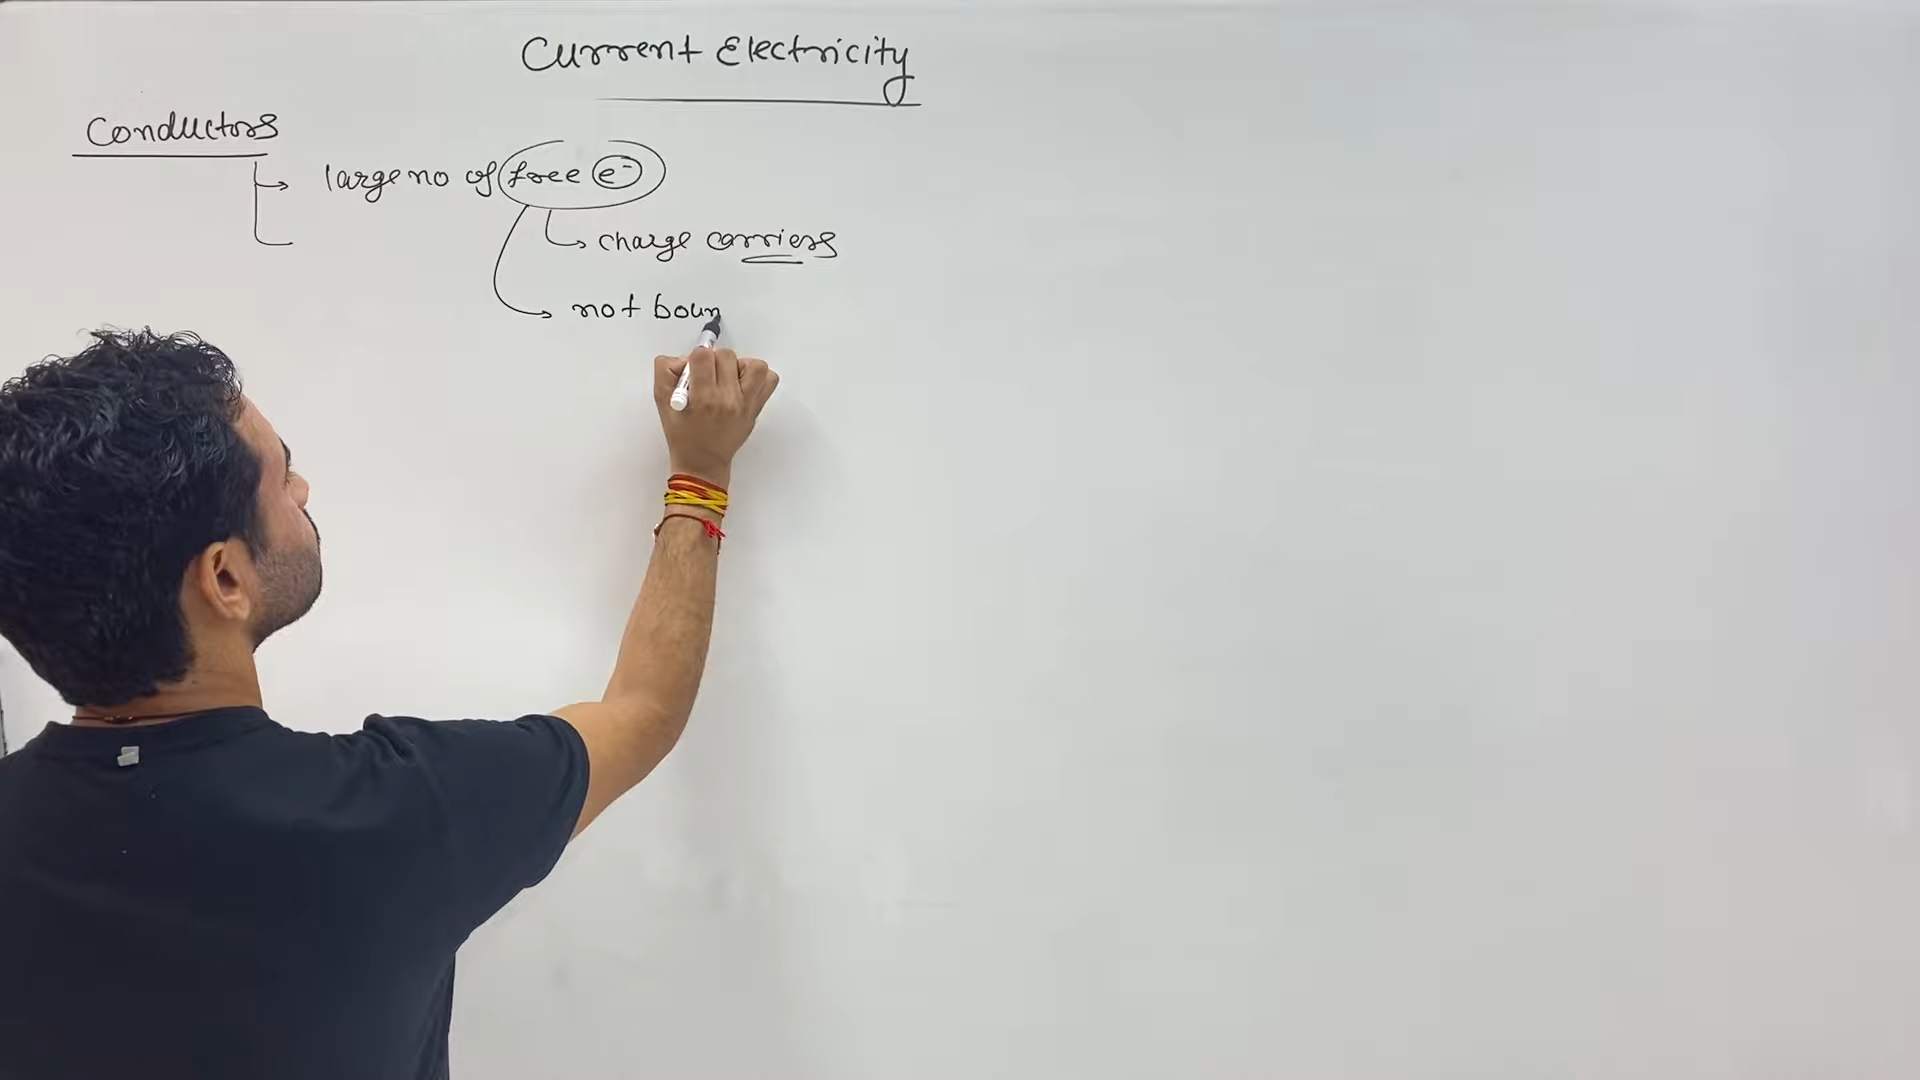 Current Electricity
Conductors
large no of free e⁻
charge carriers
not boun